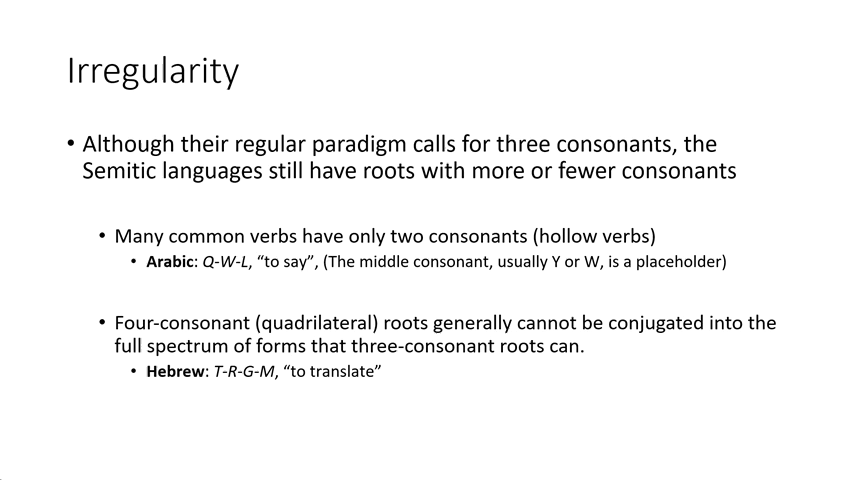 Irregularity
• Although their regular paradigm calls for three consonants, the
Semitic languages still have roots with more or fewer consonants
• Many common verbs have only two consonants (hollow verbs)
• Arabic: Q-W-L, “to say”, (The middle consonant, usually Y or W, is a placeholder)
• Four-consonant (quadrilateral) roots generally cannot be conjugated into the
full spectrum of forms that three-consonant roots can.
• Hebrew: T-R-G-M, “to translate”